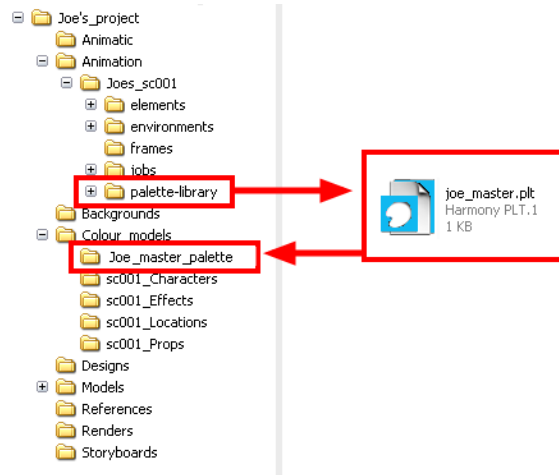 Joe's_project
Animatic
Animation
Joes_sc001
elements
environments
frames
jobs
palette-library
Backgrounds
Colour_models
Joe_master_palette
sc001_Characters
sc001_Effects
sc001_Locations
sc001_Props
Designs
Models
References
Renders
Storyboards
joe_master.plt
Harmony PLT.1
1 KB